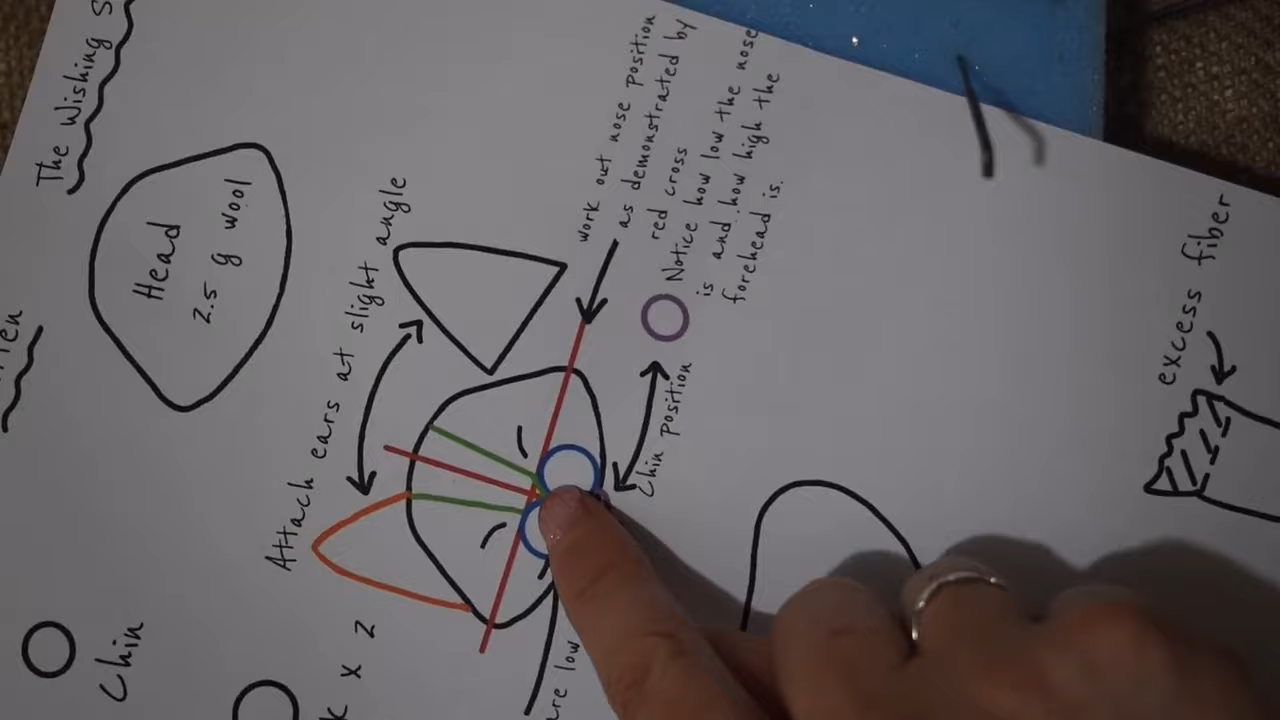 The Wishing
Head
2.5 g wool
Attach ears at slight angle
work out nose position
as demonstrated by
red cross
Notice how low the nose
is and how high the
forehead is.
Chin position
excess fiber
Chin
x 2
are low